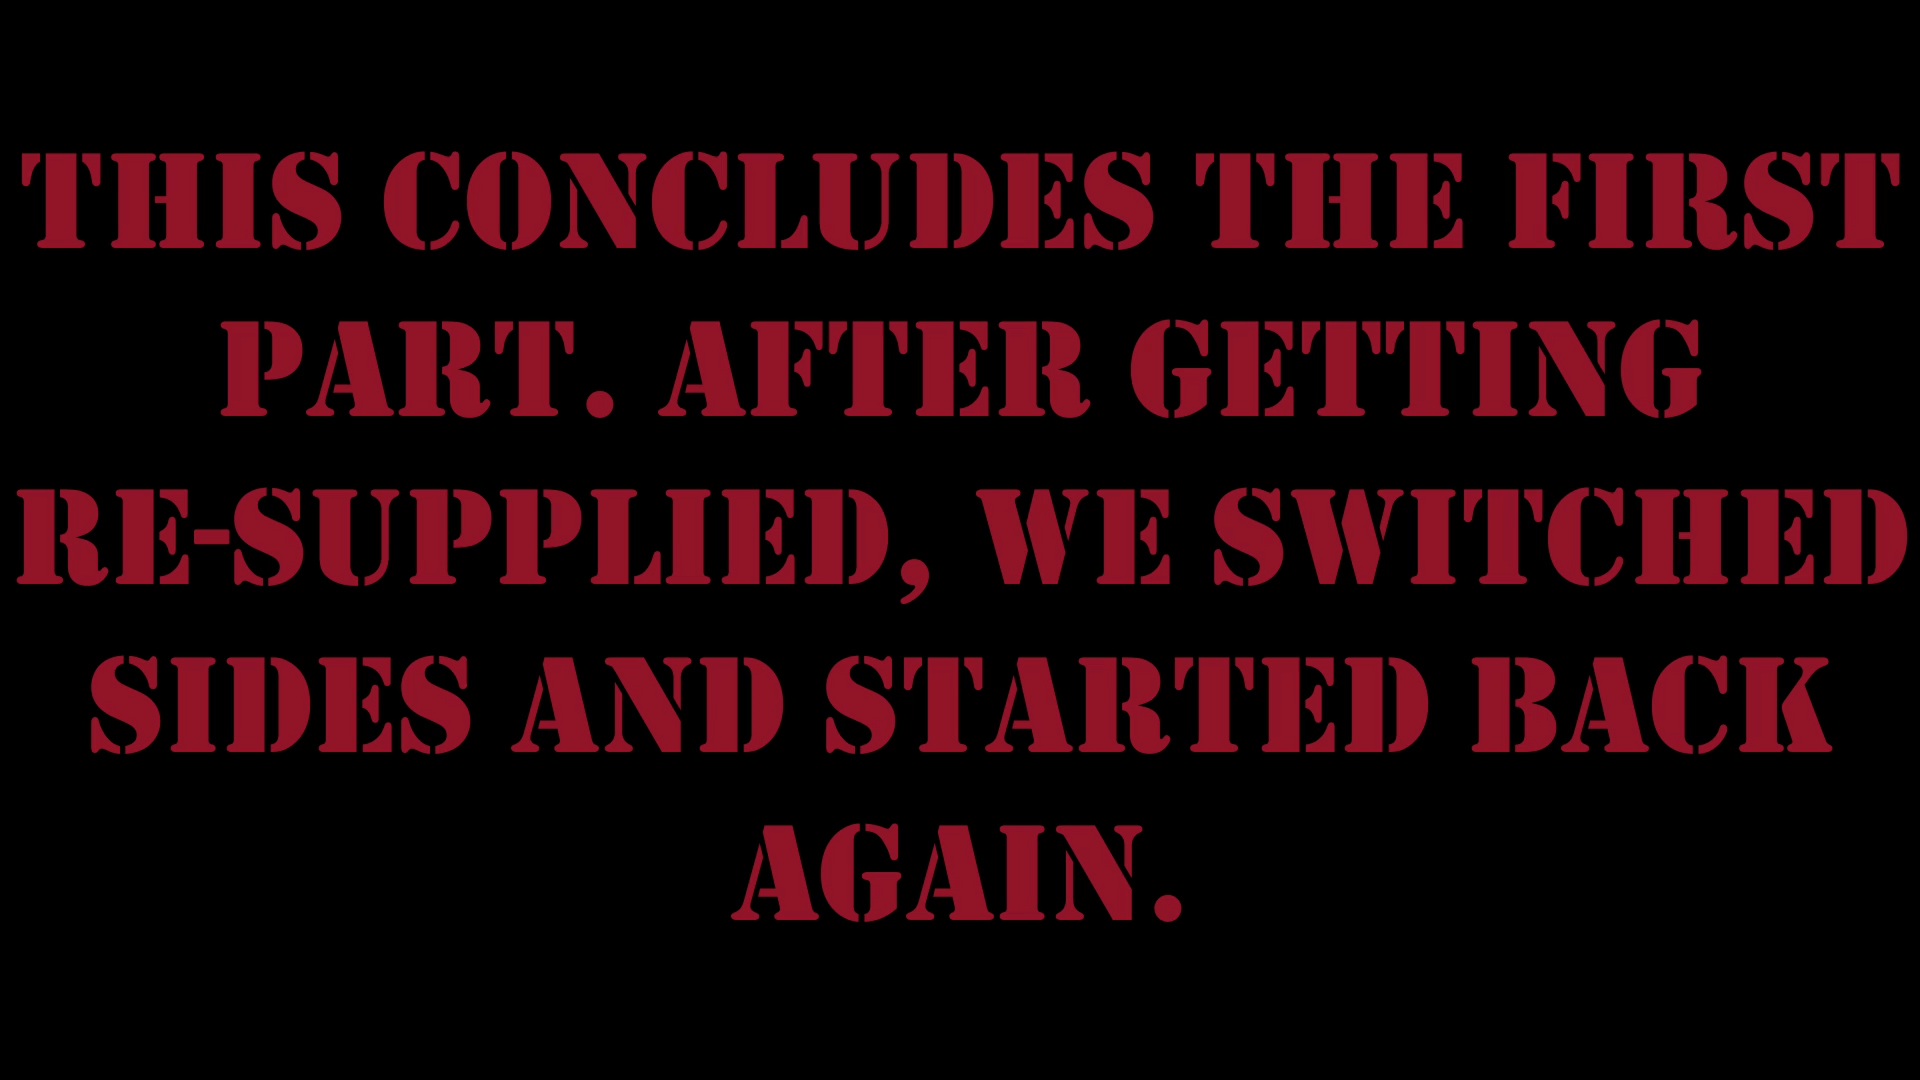 THIS CONCLUDES THE FIRST
PART. AFTER GETTING
RE-SUPPLIED, WE SWITCHED
SIDES AND STARTED BACK
AGAIN.